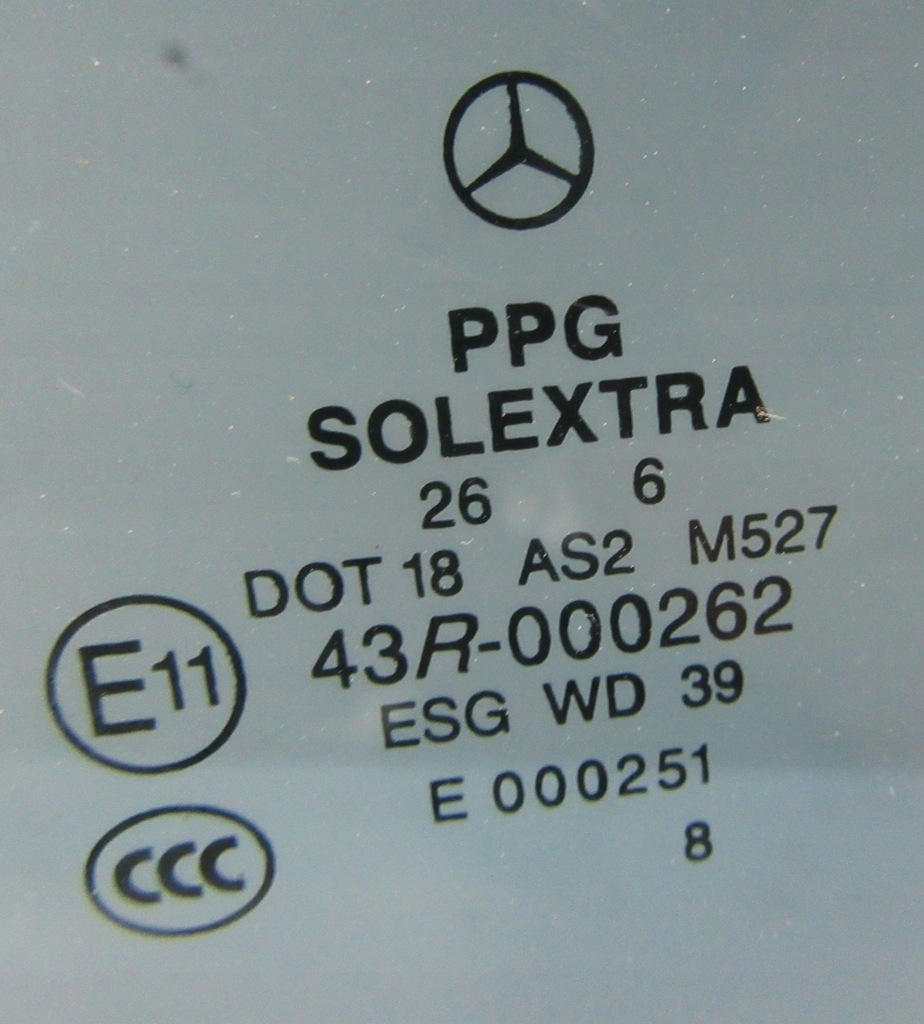 PPG
SOLEXTRA
26 6
DOT 18 AS2 M527
E11
43R-000262
ESG WD 39
E 000251
CCC
8